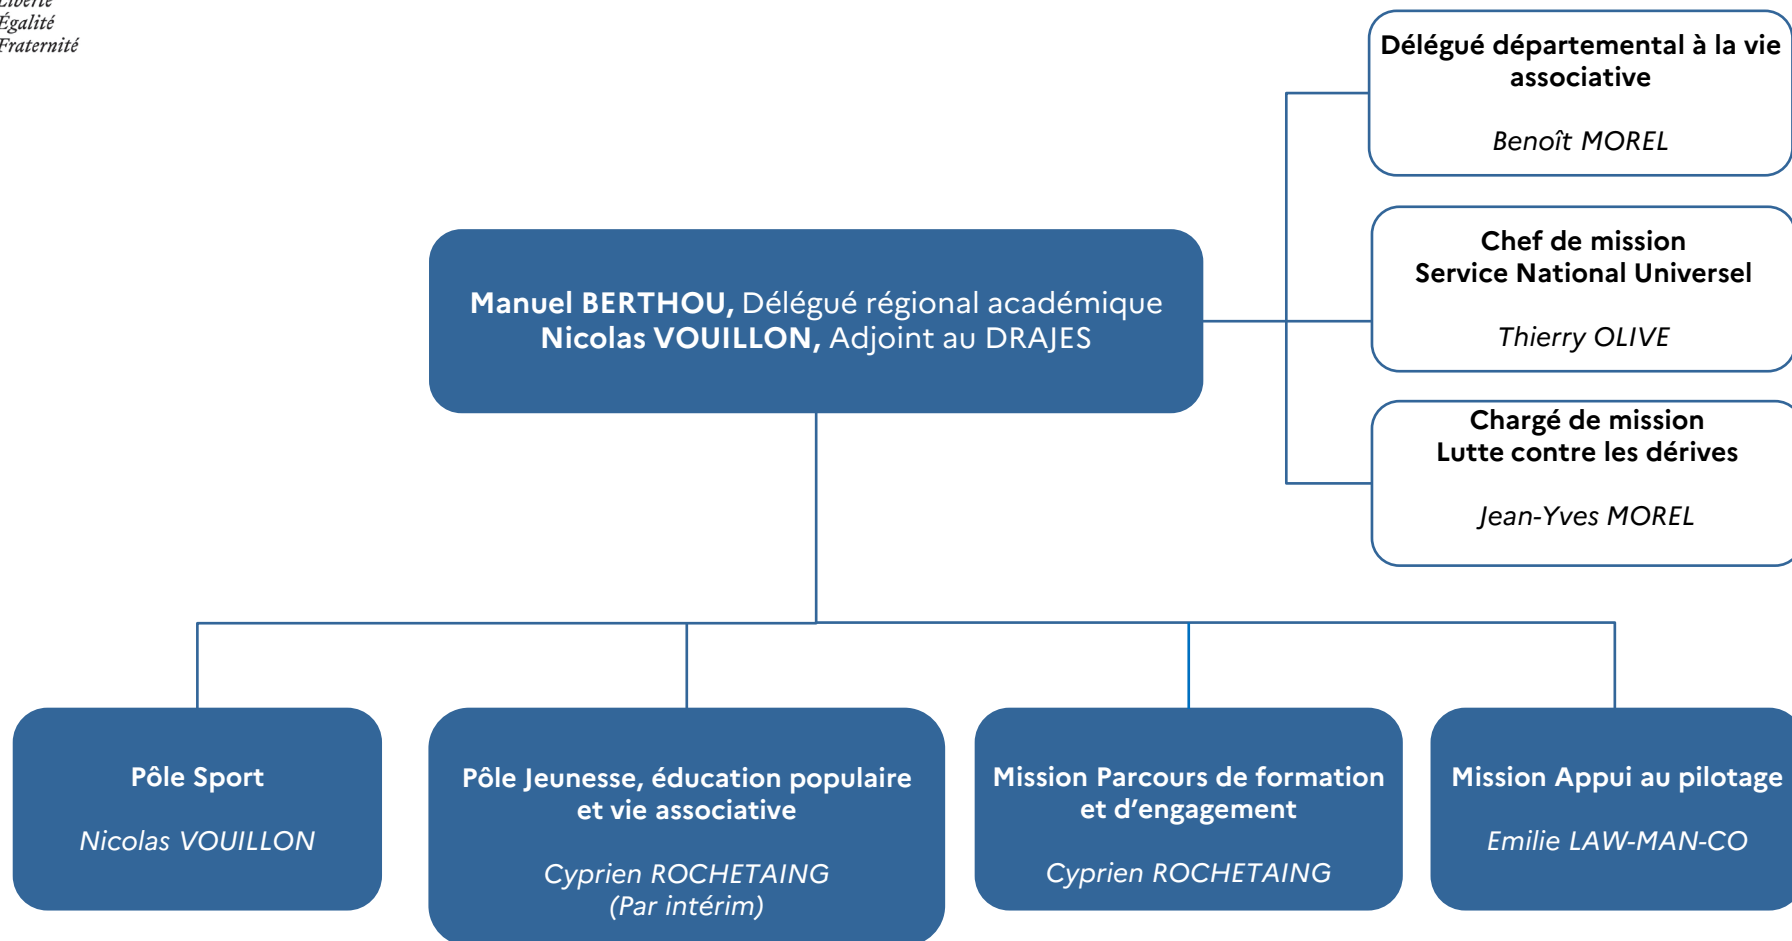 Liberté
Égalité
Fraternité
Délégué départemental à la vie
associative
Benoît MOREL
Chef de mission
Service National Universel
Thierry OLIVE
Chargé de mission
Lutte contre les dérives
Jean-Yves MOREL
Manuel BERTHOU, Délégué régional académique
Nicolas VOUILLON, Adjoint au DRAJES
Pôle Sport
Nicolas VOUILLON
Pôle Jeunesse, éducation populaire
et vie associative
Cyprien ROCHETAING
(Par intérim)
Mission Parcours de formation
et d’engagement
Cyprien ROCHETAING
Mission Appui au pilotage
Emilie LAW-MAN-CO